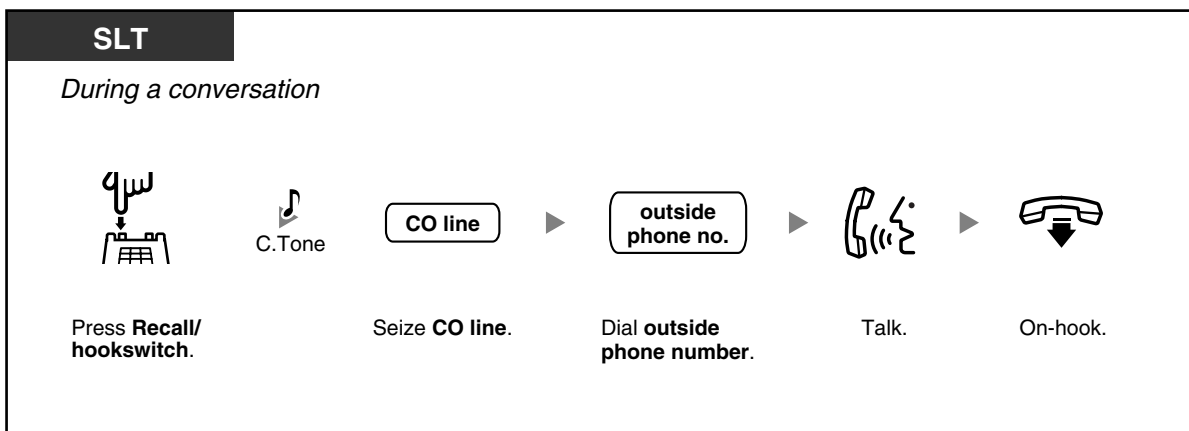 SLT
During a conversation
C.Tone
CO line
outside
phone no.
Press Recall/
hookswitch.
Seize CO line.
Dial outside
phone number.
Talk.
On-hook.